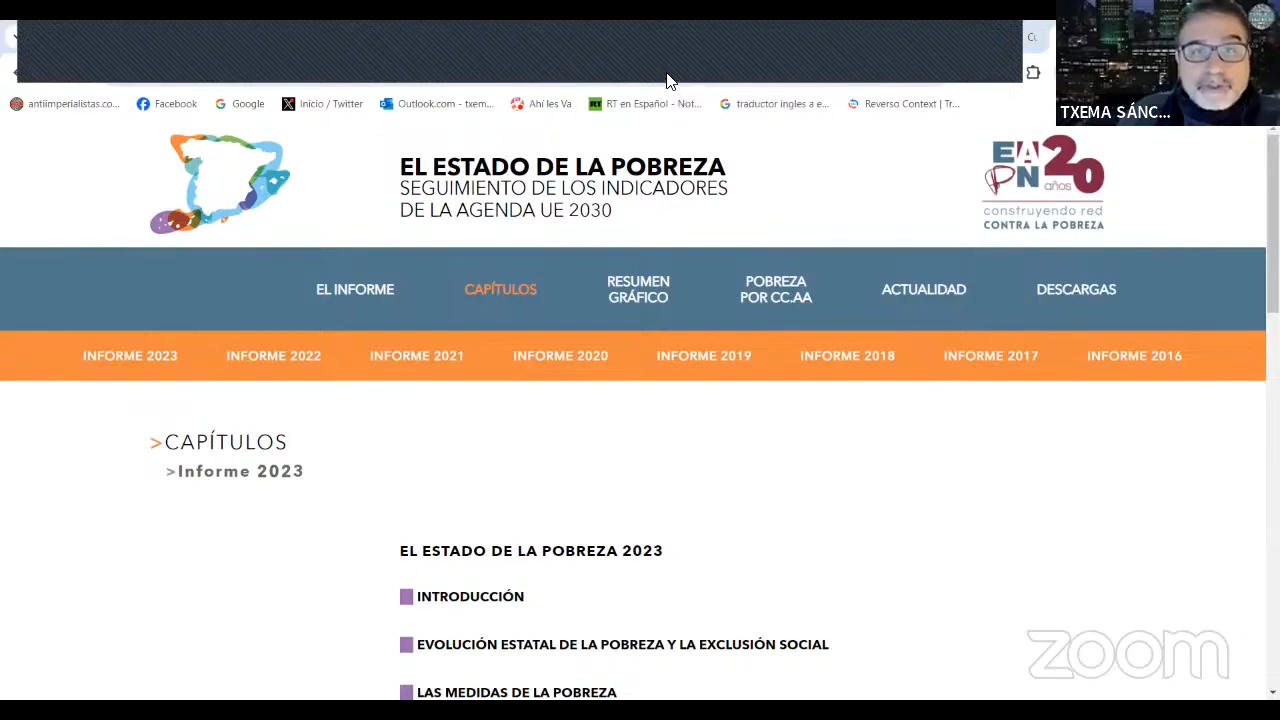 Cu
TXEMA SÁNC...
antiimperialistas.co...
Facebook
Google
Inicio / Twitter
Outlook.com - txem...
Ahí les Va
RT en Español - Not...
traductor ingles a e...
Reverso Context | Tr...
EL ESTADO DE LA POBREZA
SEGUIMIENTO DE LOS INDICADORES
DE LA AGENDA UE 2030
EAPN 20 años
construyendo red
CONTRA LA POBREZA
EL INFORME
CAPÍTULOS
RESUMEN
GRÁFICO
POBREZA
POR CC.AA
ACTUALIDAD
DESCARGAS
INFORME 2023
INFORME 2022
INFORME 2021
INFORME 2020
INFORME 2019
INFORME 2018
INFORME 2017
INFORME 2016
>CAPÍTULOS
>Informe 2023
EL ESTADO DE LA POBREZA 2023
INTRODUCCIÓN
EVOLUCIÓN ESTATAL DE LA POBREZA Y LA EXCLUSIÓN SOCIAL
LAS MEDIDAS DE LA POBREZA
zoom